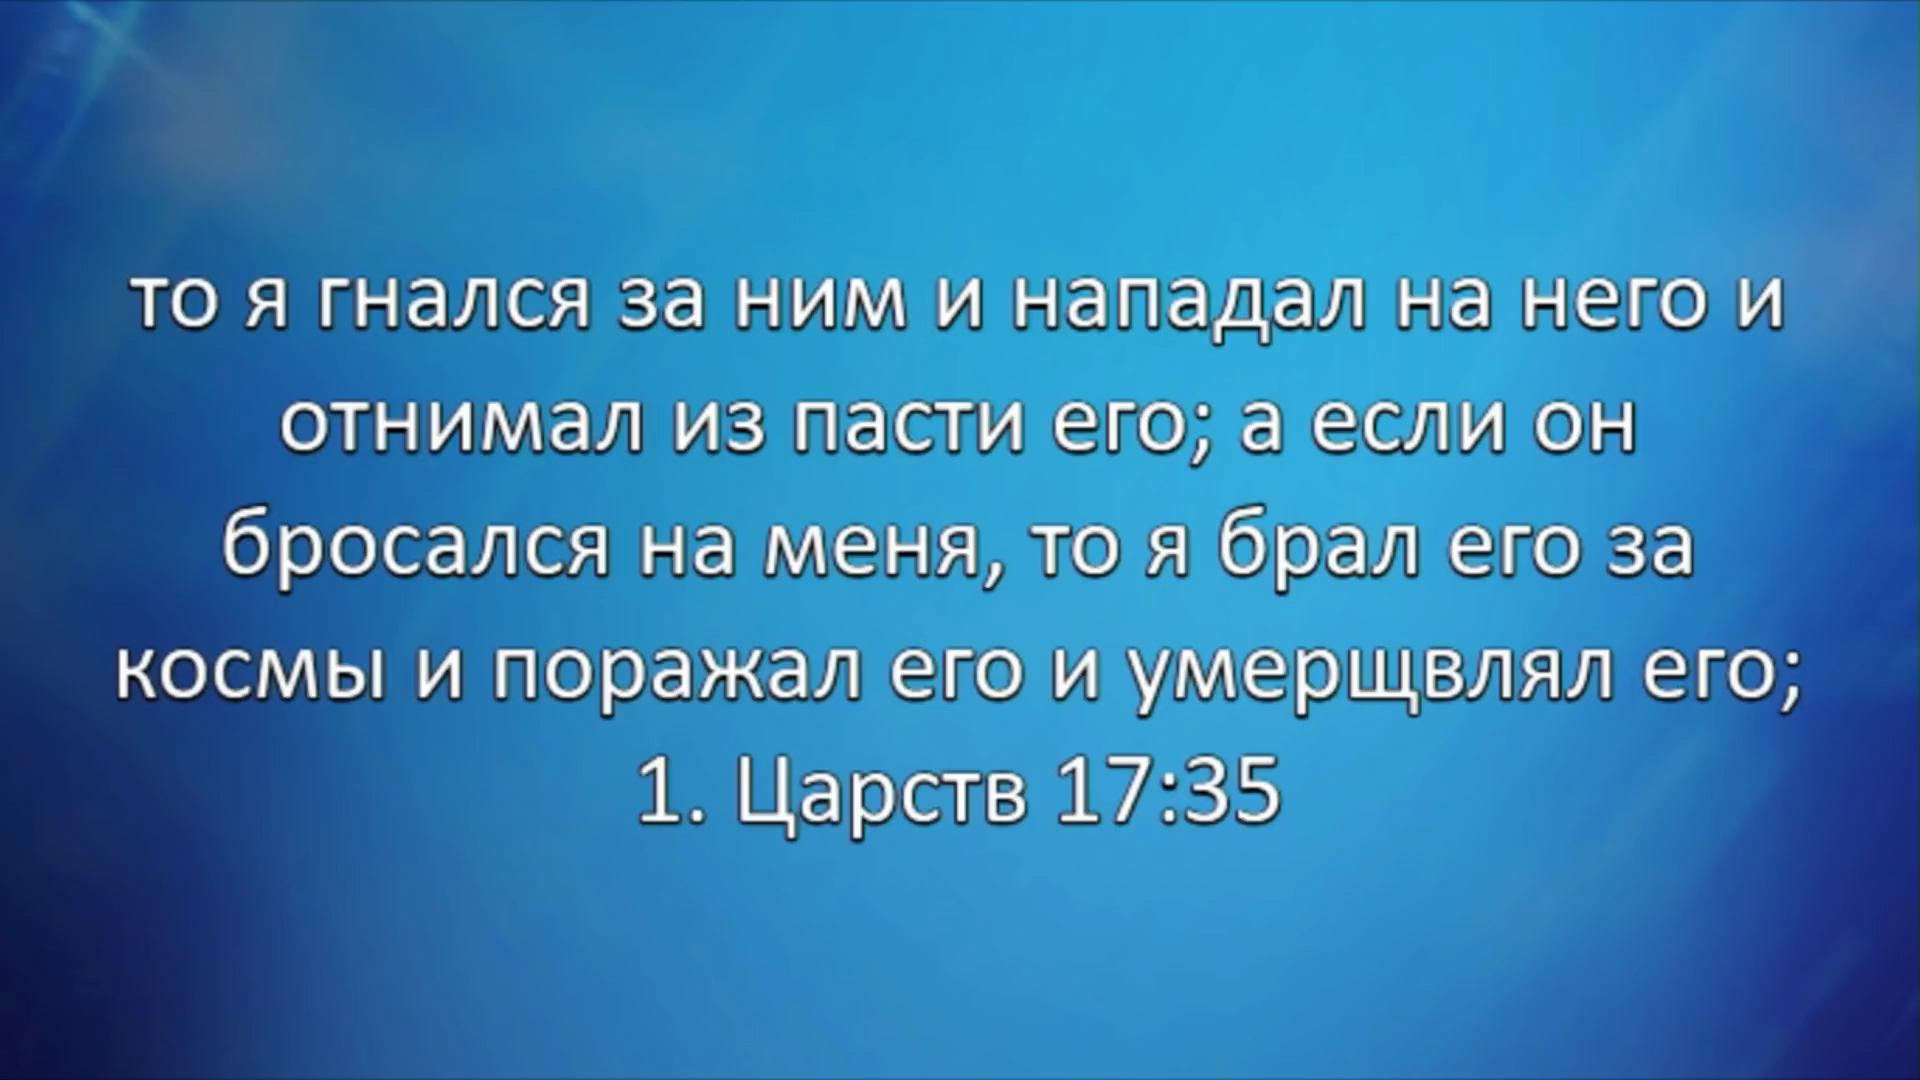 то я гнался за ним и нападал на него и
отнимал из пасти его; а если он
бросался на меня, то я брал его за
космы и поражал его и умерщвлял его;
1. Царств 17:35